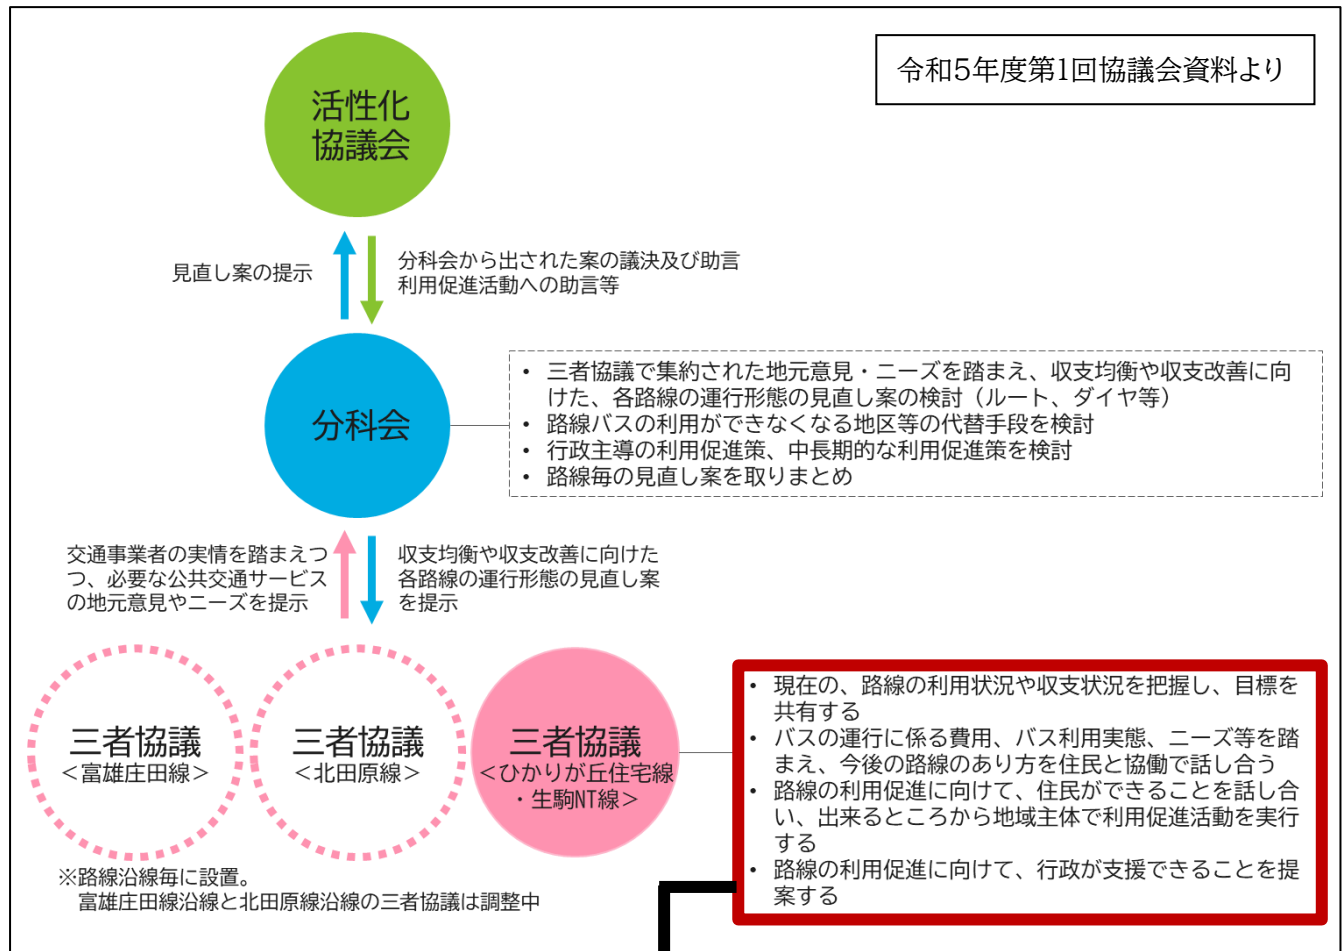 令和5年度第1回協議会資料より
活性化
協議会
見直し案の提示
分科会から出された案の議決及び助言
利用促進活動への助言等
分科会
• 三者協議で集約された地元意見・ニーズを踏まえ、収支均衡や収支改善に向
けた、各路線の運行形態の見直し案の検討（ルート、ダイヤ等）
• 路線バスの利用ができなくなる地区等の代替手段を検討
• 行政主導の利用促進策、中長期的な利用促進策を検討
• 路線毎の見直し案を取りまとめ
交通事業者の実情を踏まえつ
つ、必要な公共交通サービス
の地元意見やニーズを提示
収支均衡や収支改善に向けた
各路線の運行形態の見直し案
を提示
三者協議
＜富雄庄田線＞
三者協議
＜北田原線＞
三者協議
＜ひかりが丘住宅線
・生駒NT線＞
• 現在の、路線の利用状況や収支状況を把握し、目標を
共有する
• バスの運行に係る費用、バス利用実態、ニーズ等を踏
まえ、今後の路線のあり方を住民と協働で話し合う
• 路線の利用促進に向けて、住民ができることを話し合
い、出来るところから地域主体で利用促進活動を実行
する
• 路線の利用促進に向けて、行政が支援できることを提
案する
※路線沿線毎に設置。
富雄庄田線沿線と北田原線沿線の三者協議は調整中